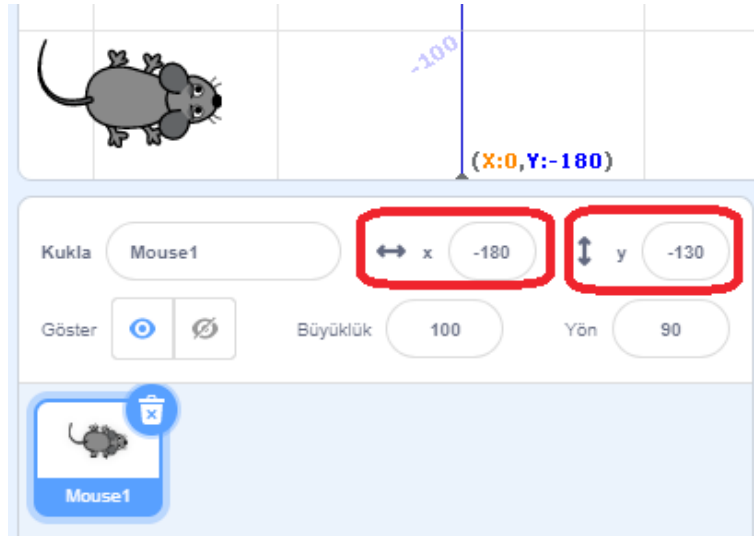 -100
(X:0,Y:-180)
Kukla Mouse1 x -180 y -130
Göster Büyüklük 100 Yön 90
Mouse1